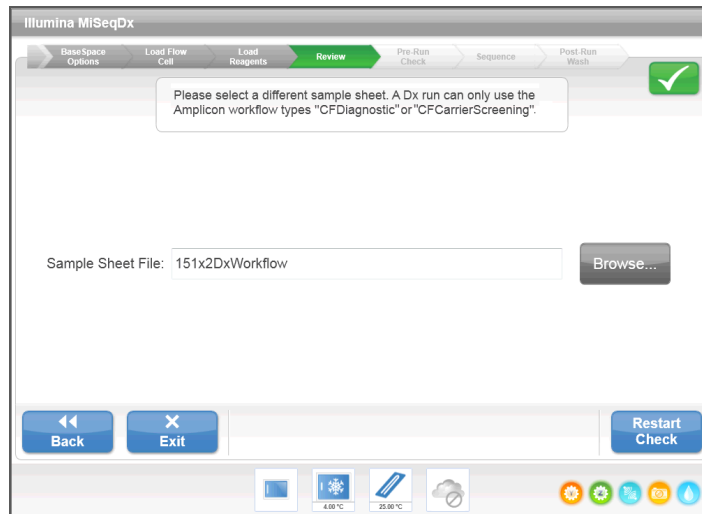 Illumina MiSeqDx
BaseSpace Options
Load Flow Cell
Load Reagents
Review
Pre-Run Check
Sequence
Post-Run Wash
Please select a different sample sheet. A Dx run can only use the
Amplicon workflow types "CFDiagnostic" or "CFCarrierScreening".
Sample Sheet File: 151x2DxWorkflow
Browse...
Back
Exit
Restart
Check
4.00 °C
25.00 °C